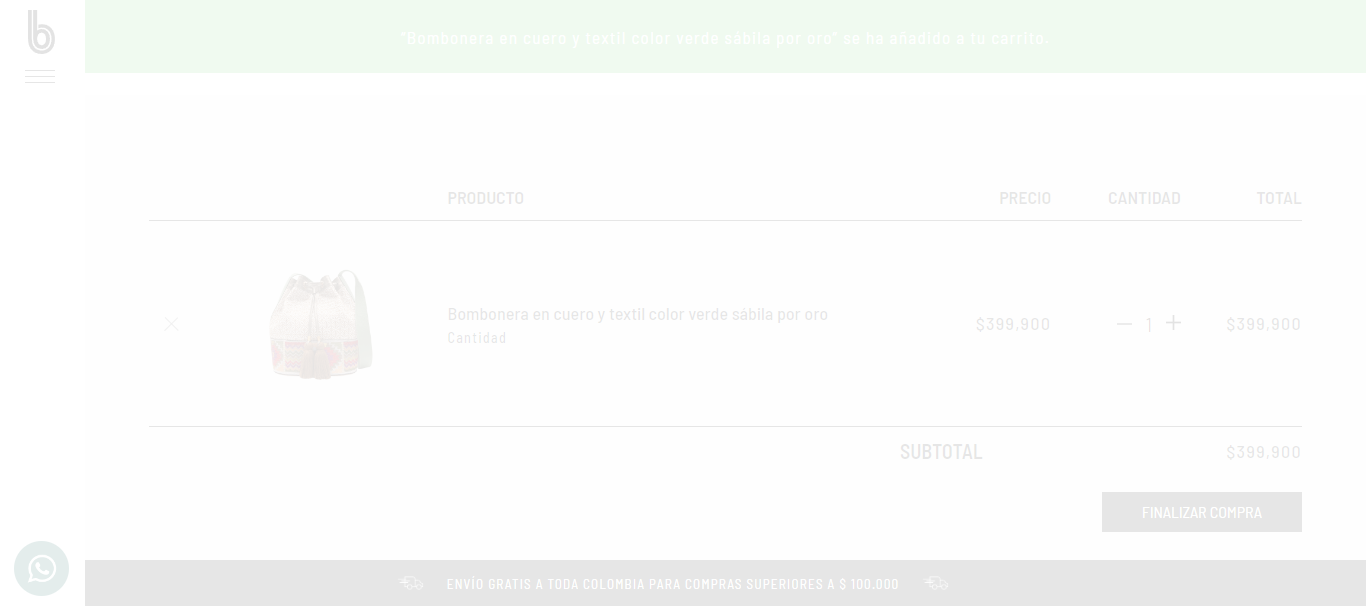 b
"Bombonera en cuero y textil color verde sábila por oro" se ha añadido a tu carrito.
PRODUCTO PRECIO CANTIDAD TOTAL
Bombonera en cuero y textil color verde sábila por oro
Cantidad
$399,900 1 $399,900
SUBTOTAL $399,900
FINALIZAR COMPRA
ENVÍO GRATIS A TODA COLOMBIA PARA COMPRAS SUPERIORES A $ 100.000